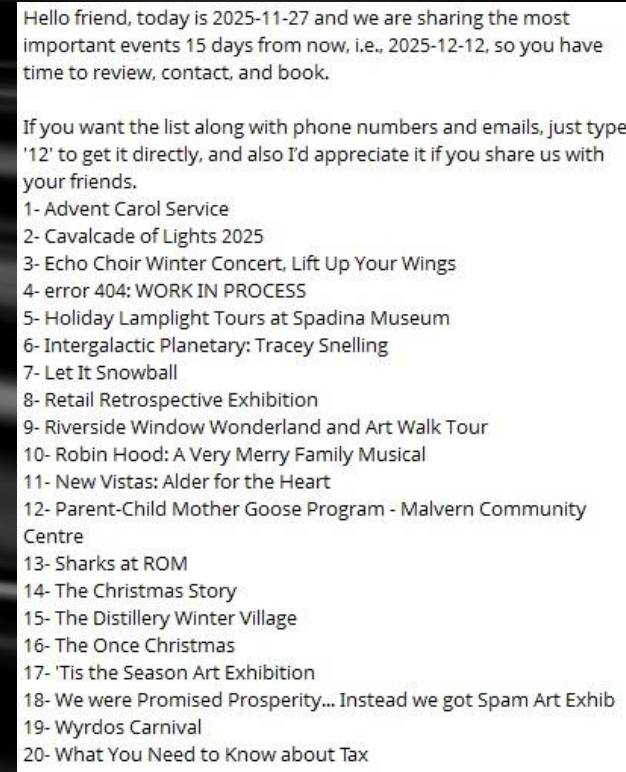 Hello friend, today is 2025-11-27 and we are sharing the most
important events 15 days from now, i.e., 2025-12-12, so you have
time to review, contact, and book.
If you want the list along with phone numbers and emails, just type
'12' to get it directly, and also I'd appreciate it if you share us with
your friends.
1- Advent Carol Service
2- Cavalcade of Lights 2025
3- Echo Choir Winter Concert, Lift Up Your Wings
4- error 404: WORK IN PROCESS
5- Holiday Lamplight Tours at Spadina Museum
6- Intergalactic Planetary: Tracey Snelling
7- Let It Snowball
8- Retail Retrospective Exhibition
9- Riverside Window Wonderland and Art Walk Tour
10- Robin Hood: A Very Merry Family Musical
11- New Vistas: Alder for the Heart
12- Parent-Child Mother Goose Program - Malvern Community
Centre
13- Sharks at ROM
14- The Christmas Story
15- The Distillery Winter Village
16- The Once Christmas
17- 'Tis the Season Art Exhibition
18- We were Promised Prosperity... Instead we got Spam Art Exhib
19- Wyrdos Carnival
20- What You Need to Know about Tax